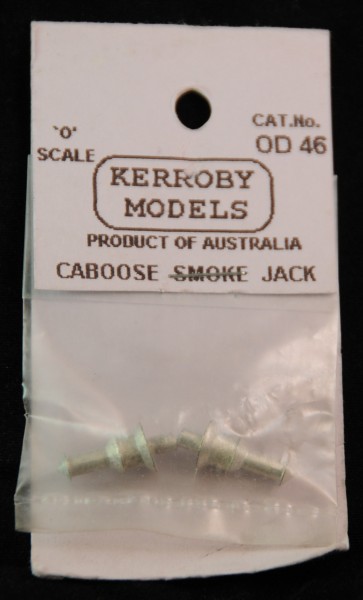 'O'
SCALE
CAT.No.
OD 46
KERROBY
MODELS
PRODUCT OF AUSTRALIA
CABOOSE SMOKE JACK